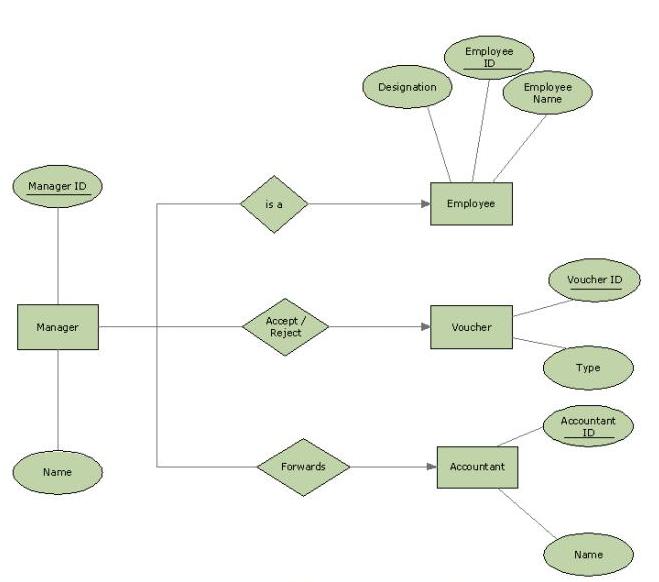 Employee
ID
Designation
Employee
Name
Manager ID
is a
Employee
Voucher ID
Manager
Accept /
Reject
Voucher
Type
Accountant
ID
Name
Forwards
Accountant
Name